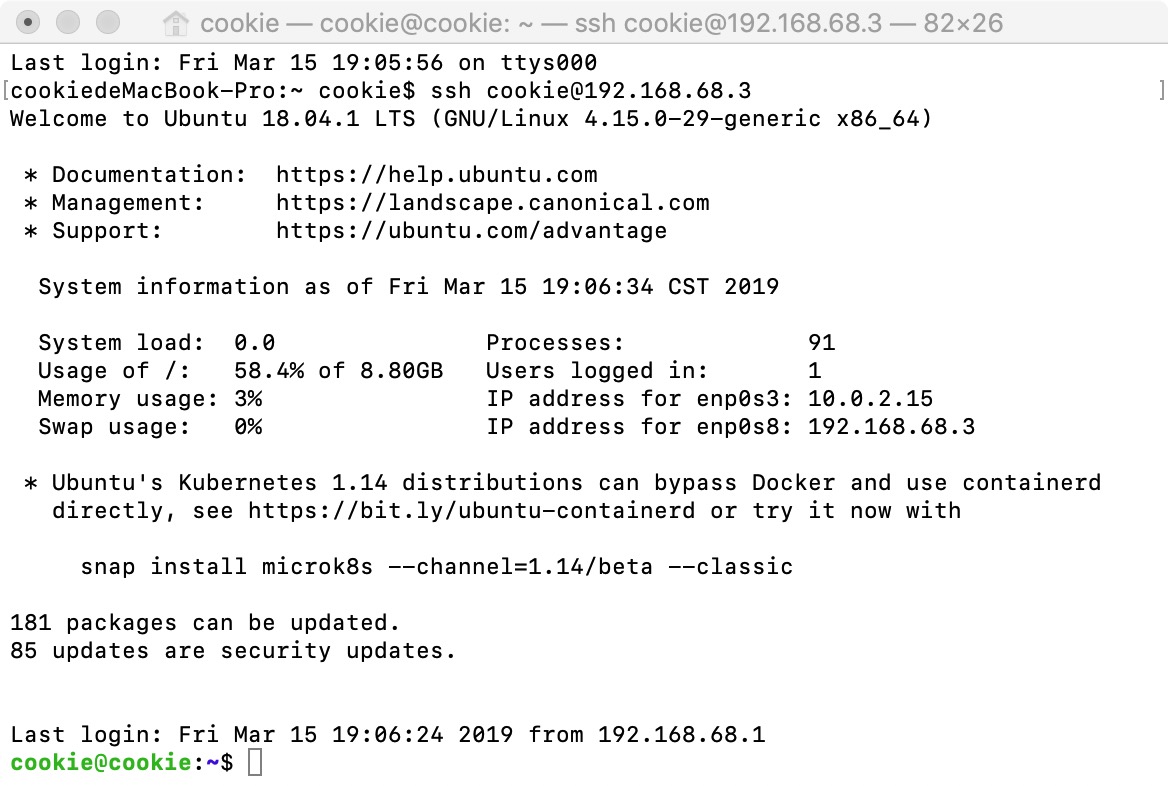 cookie — cookie@cookie: ~ — ssh cookie@192.168.68.3 — 82×26
Last login: Fri Mar 15 19:05:56 on ttys000
[cookiedeMacBook-Pro:~ cookie$ ssh cookie@192.168.68.3 ]
Welcome to Ubuntu 18.04.1 LTS (GNU/Linux 4.15.0-29-generic x86_64)
* Documentation:  https://help.ubuntu.com
* Management:     https://landscape.canonical.com
* Support:        https://ubuntu.com/advantage
System information as of Fri Mar 15 19:06:34 CST 2019
System load:  0.0               Processes:             91
Usage of /:   58.4% of 8.80GB   Users logged in:       1
Memory usage: 3%                IP address for enp0s3: 10.0.2.15
Swap usage:   0%                IP address for enp0s8: 192.168.68.3
* Ubuntu's Kubernetes 1.14 distributions can bypass Docker and use containerd
directly, see https://bit.ly/ubuntu-containerd or try it now with
snap install microk8s --channel=1.14/beta --classic
181 packages can be updated.
85 updates are security updates.
Last login: Fri Mar 15 19:06:24 2019 from 192.168.68.1
cookie@cookie:~$